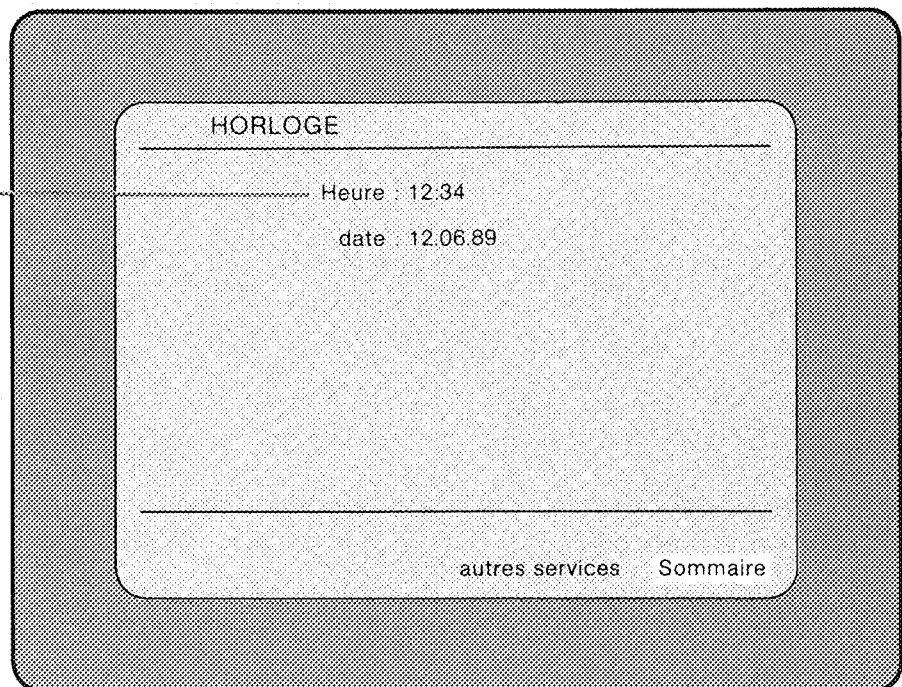 HORLOGE
Heure : 12:34
date : 12.06.89
autres services Sommaire